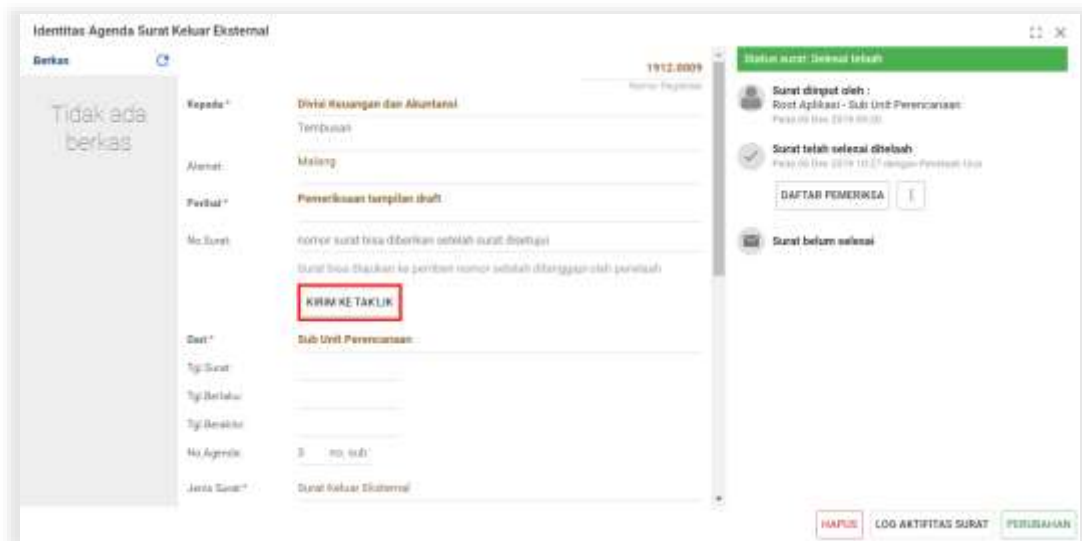 Identitas Agenda Surat Keluar Eksternal
Berkas
Tidak ada
berkas
1912.0009
Nomor Registrasi
Kepada *
Divisi Keuangan dan Akuntansi
Tembusan
Alamat
Malang
Perihal *
Pemeriksaan tampilan draft
No.Surat
nomor surat bisa diberikan setelah surat disetujui
Surat bisa diajukan ke pemberi nomor setelah ditanggapi oleh penelaah
KIRIM KE TAKLIK
Dari *
Sub Unit Perencanaan
Tgl.Surat
Tgl.Berlaku
Tgl.Berakhir
No.Agenda
3 no. sub
Jenis Surat *
Surat Keluar Eksternal
Status surat: Selesai telaah
Surat diinput oleh :
Root Aplikasi - Sub Unit Perencanaan
Surat telah selesai ditelaah
DAFTAR PEMERIKSA
Surat belum selesai
HAPUS
LOG AKTIFITAS SURAT
PERUBAHAN